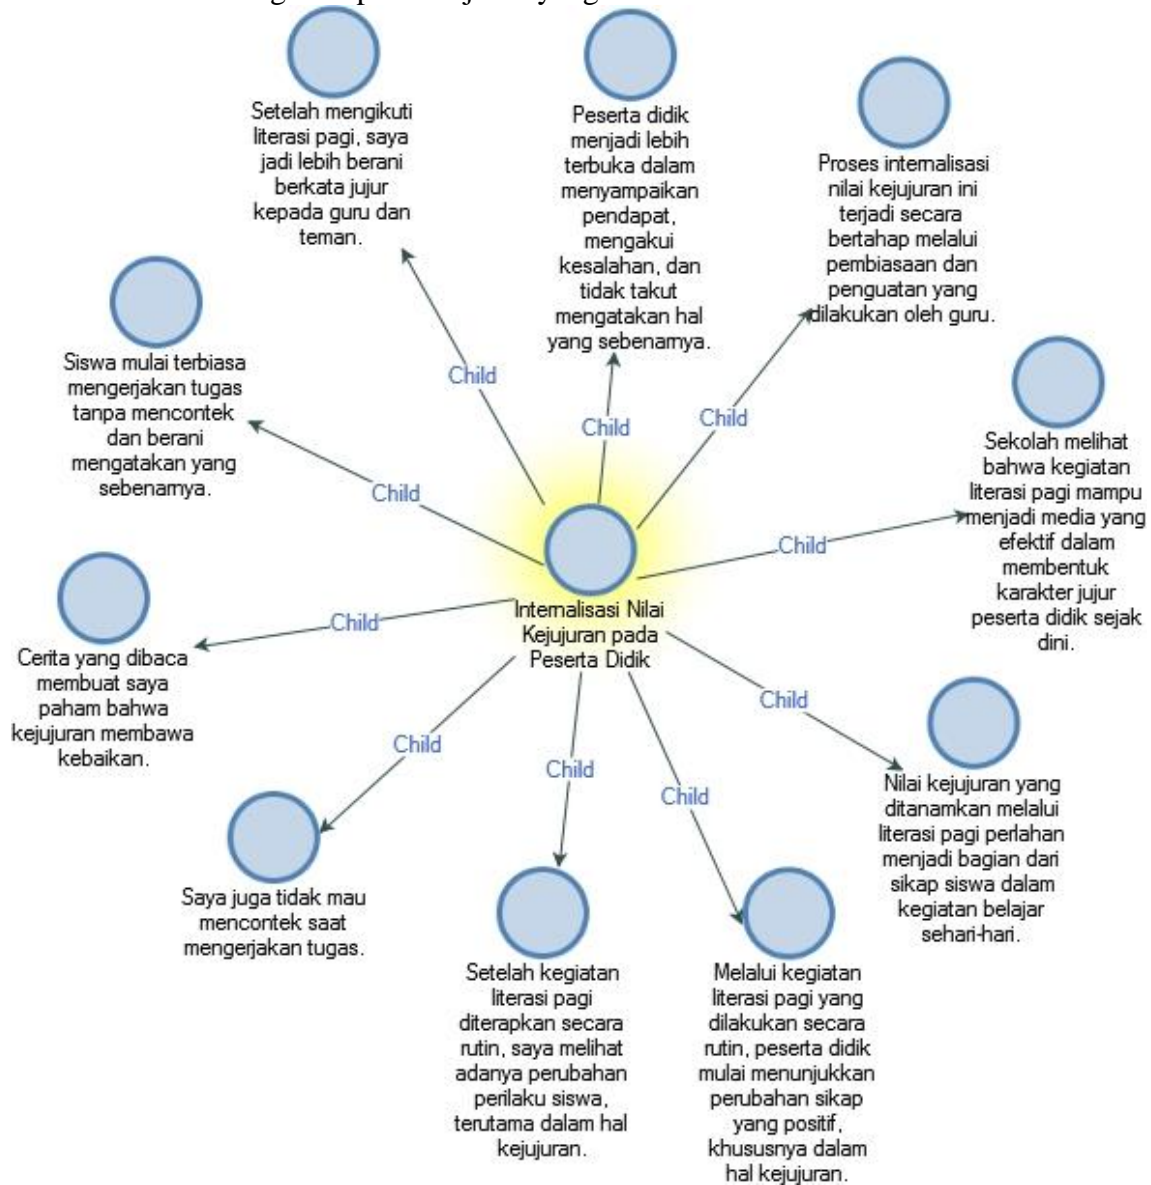 Setelah mengikuti
literasi pagi, saya
jadi lebih berani
berkata jujur
kepada guru dan
teman.
Peserta didik
menjadi lebih
terbuka dalam
menyampaikan
pendapat,
mengakui
kesalahan, dan
tidak takut
mengatakan hal
yang sebenarnya.
Proses internalisasi
nilai kejujuran ini
terjadi secara
bertahap melalui
pembiasaan dan
penguatan yang
dilakukan oleh guru.
Siswa mulai terbiasa
mengerjakan tugas
tanpa mencontek
dan berani
mengatakan yang
sebenarnya.
Sekolah melihat
bahwa kegiatan
literasi pagi mampu
menjadi media yang
efektif dalam
membentuk
karakter jujur
peserta didik sejak
dini.
Child
Child
Child
Child
Child
Internalisasi Nilai
Kejujuran pada
Peserta Didik
Child
Child
Child
Child
Child
Cerita yang dibaca
membuat saya
paham bahwa
kejujuran membawa
kebaikan.
Nilai kejujuran yang
ditanamkan melalui
literasi pagi perlahan
menjadi bagian dari
sikap siswa dalam
kegiatan belajar
sehari-hari.
Saya juga tidak mau
mencontek saat
mengerjakan tugas.
Setelah kegiatan
literasi pagi
diterapkan secara
rutin, saya melihat
adanya perubahan
perilaku siswa,
terutama dalam hal
kejujuran.
Melalui kegiatan
literasi pagi yang
dilakukan secara
rutin, peserta didik
mulai menunjukkan
perubahan sikap
yang positif,
khususnya dalam
hal kejujuran.